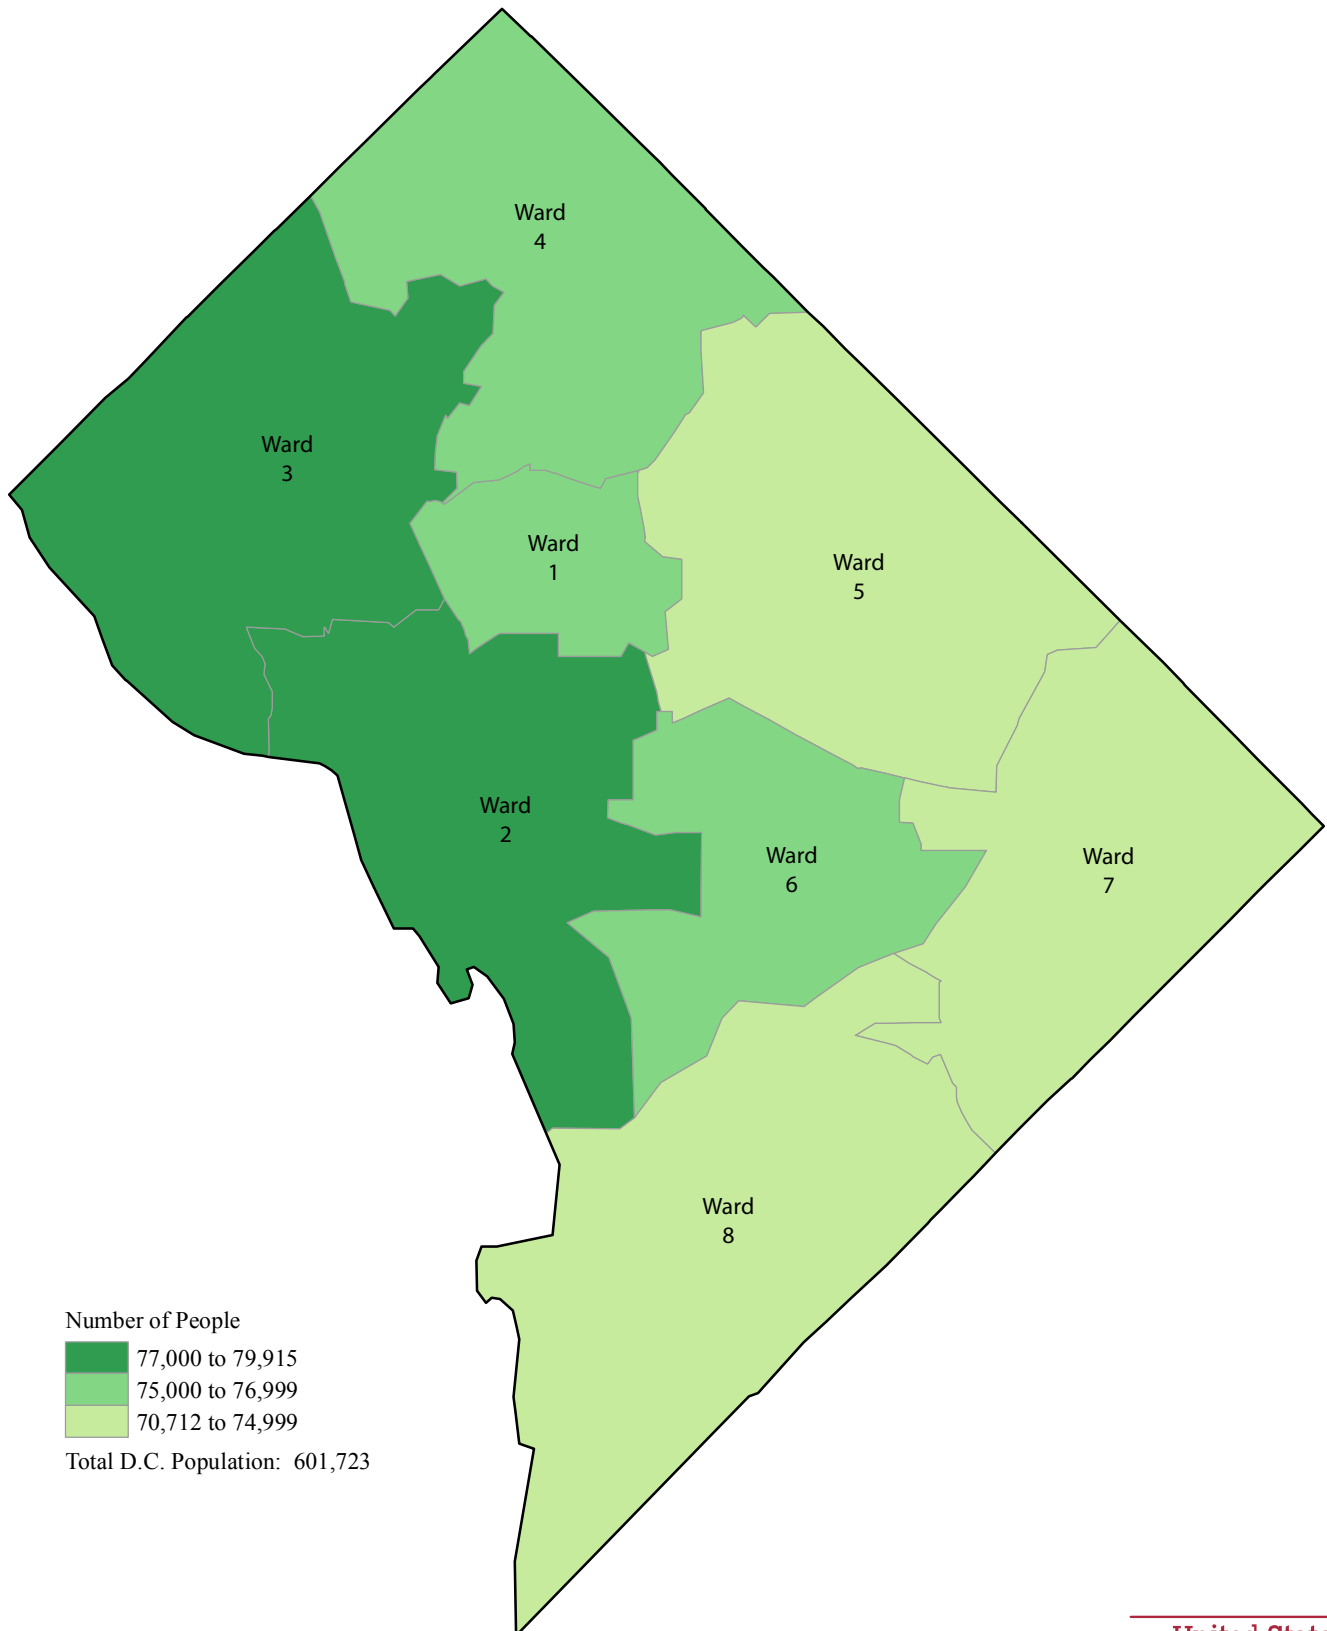 Ward
4
Ward
3
Ward
1
Ward
5
Ward
2
Ward
6
Ward
7
Ward
8
Number of People
77,000 to 79,915
75,000 to 76,999
70,712 to 74,999
Total D.C. Population: 601,723